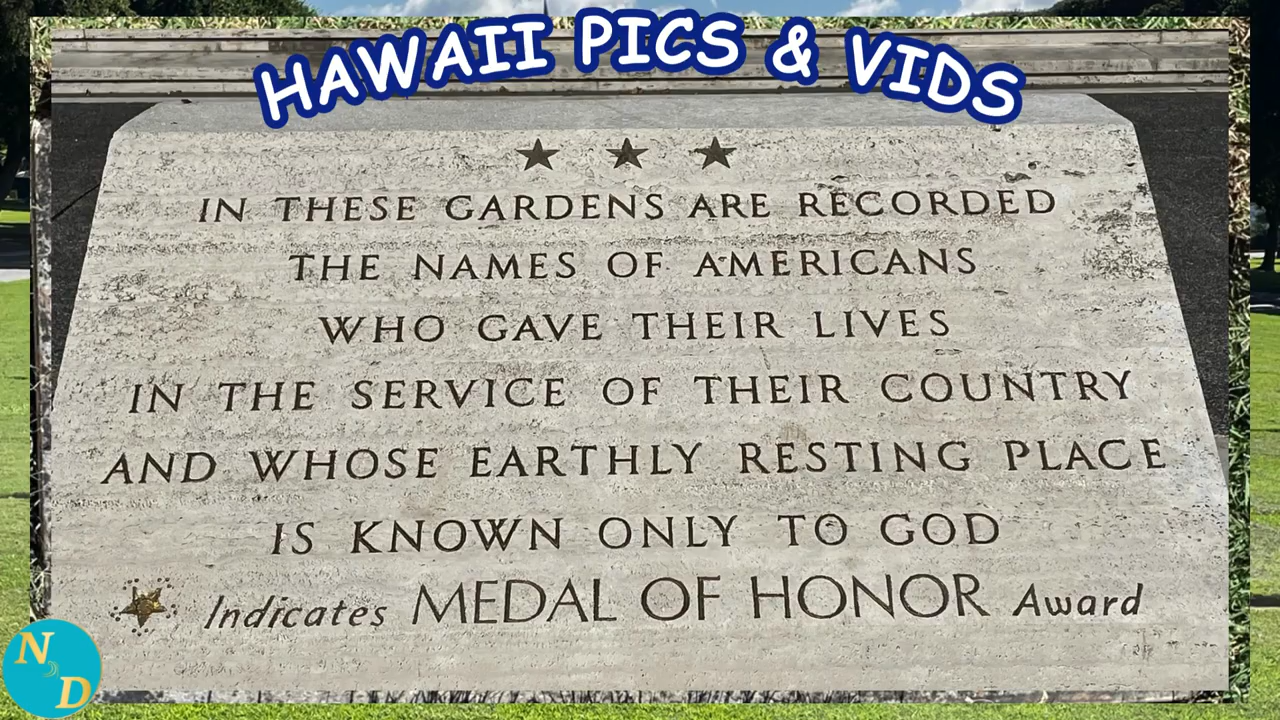 HAWAII PICS & VIDS
IN THESE GARDENS ARE RECORDED
THE NAMES OF AMERICANS
WHO GAVE THEIR LIVES
IN THE SERVICE OF THEIR COUNTRY
AND WHOSE EARTHLY RESTING PLACE
IS KNOWN ONLY TO GOD
Indicates MEDAL OF HONOR Award
N D